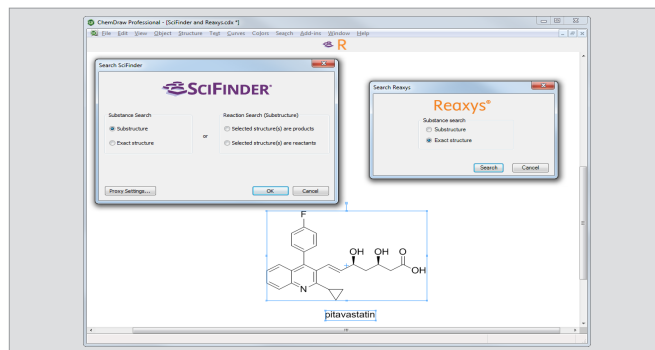 ChemDraw Professional - [SciFinder and Reaxys.cdx *]
File Edit View Object Structure Text Curves Colors Search Add-ins Window Help
R
Search SciFinder
SCIFINDER®
Substance Search
Substructure
Exact structure
or
Reaction Search (Substructure)
Selected structure(s) are products
Selected structure(s) are reactants
Proxy Settings...
OK
Cancel
Search Reaxys
Reaxys®
Substance search
Substructure
Exact structure
Search
Cancel
F
OH OH O
OH
N
pitavastatin